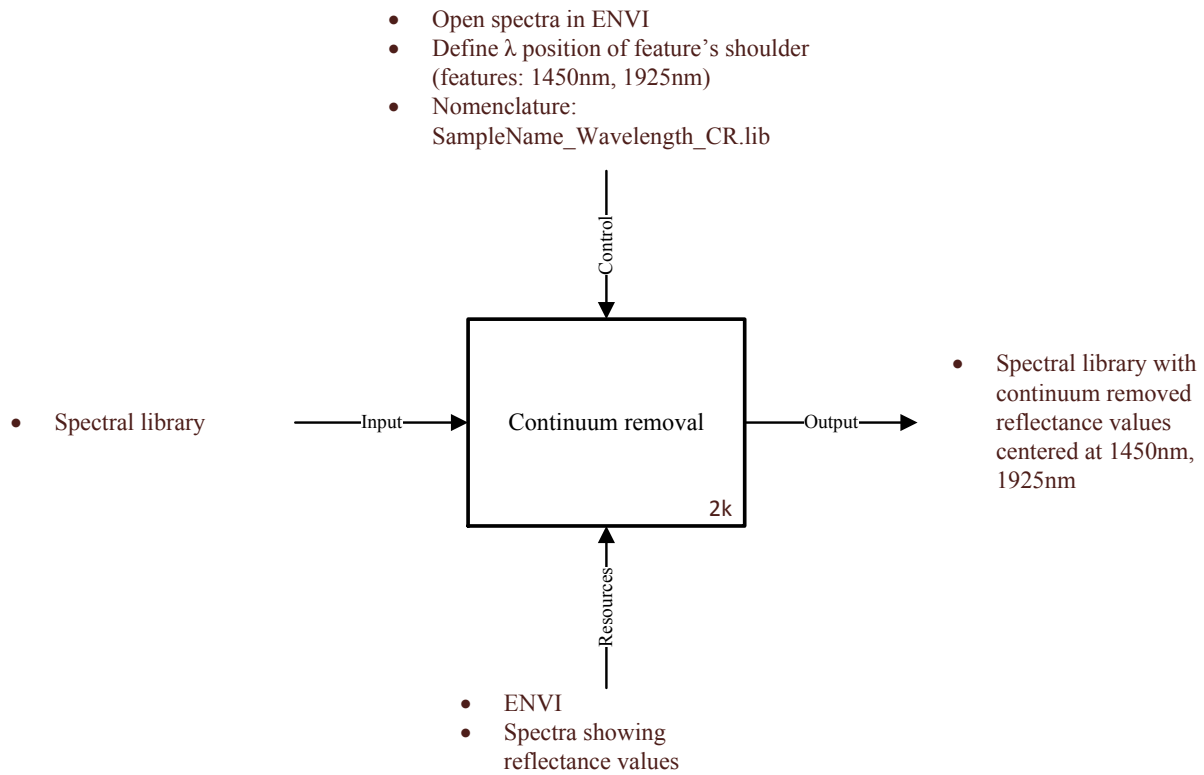 • Open spectra in ENVI
• Define λ position of feature's shoulder
(features: 1450nm, 1925nm)
• Nomenclature:
SampleName_Wavelength_CR.lib
Control
• Spectral library
Input
Continuum removal
2k
Output
• Spectral library with
continuum removed
reflectance values
centered at 1450nm,
1925nm
Resources
• ENVI
• Spectra showing
reflectance values